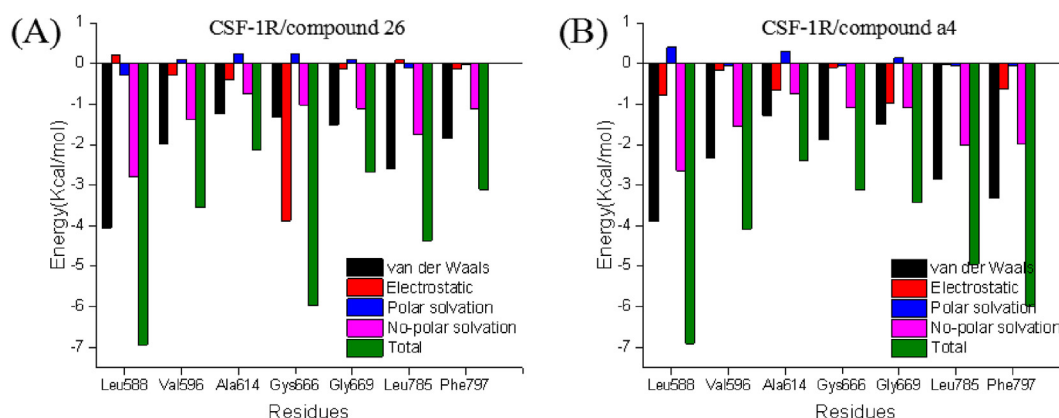 (A)
CSF-1R/compound 26
Energy(Kcal/mol)
1
0
-1
-2
-3
-4
-5
-6
-7
van der Waals
Electrostatic
Polar solvation
No-polar solvation
Total
Leu588 Val596 Ala614 Gys666 Gly669 Leu785 Phe797
Residues
(B)
CSF-1R/compound a4
Energy(Kcal/mol)
1
0
-1
-2
-3
-4
-5
-6
-7
van der Waals
Electrostatic
Polar solvation
No-polar solvation
Total
Leu588 Val596 Ala614 Gys666 Gly669 Leu785 Phe797
Residues